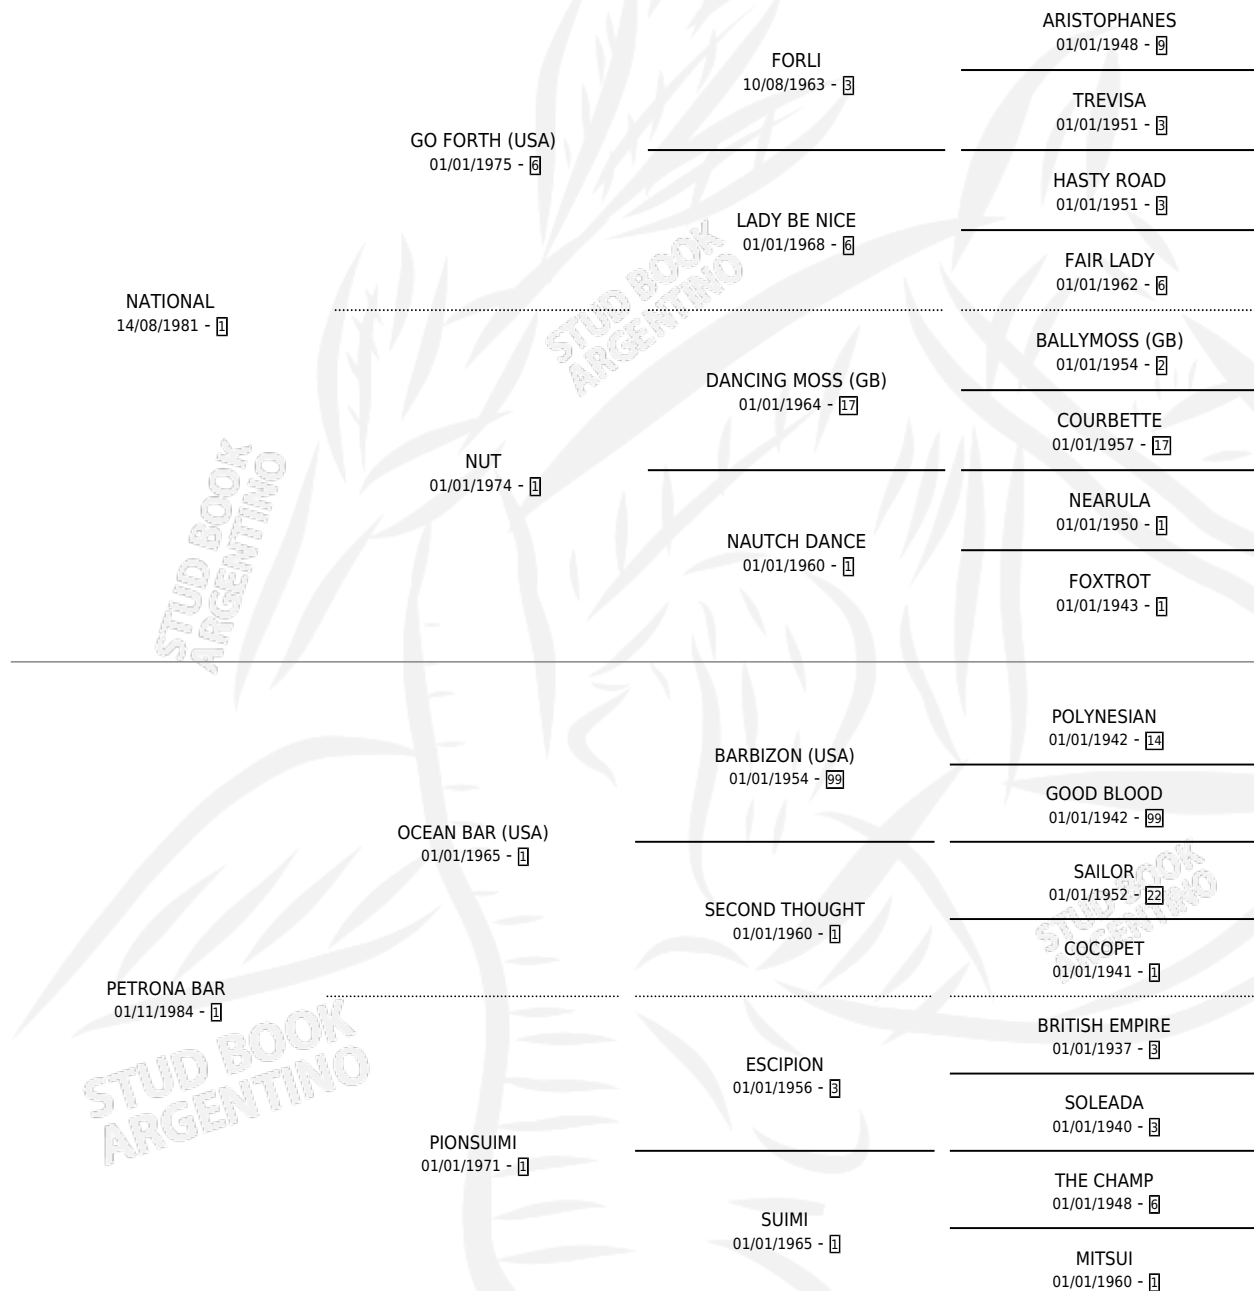 ARISTOPHANES
01/01/1948 - 9
FORLI
10/08/1963 - 3
TREVISA
01/01/1951 - 3
GO FORTH (USA)
01/01/1975 - 6
HASTY ROAD
01/01/1951 - 3
LADY BE NICE
01/01/1968 - 6
FAIR LADY
01/01/1962 - 6
NATIONAL
14/08/1981 - 1
STUD BOOK
ARGENTINO
BALLYMOSS (GB)
01/01/1954 - 2
DANCING MOSS (GB)
01/01/1964 - 17
COURBETTE
01/01/1957 - 17
NUT
01/01/1974 - 1
NEARULA
01/01/1950 - 1
NAUTCH DANCE
01/01/1960 - 1
FOXTROT
01/01/1943 - 1
STUD BOOK
ARGENTINO
POLYNESIAN
01/01/1942 - 14
BARBIZON (USA)
01/01/1954 - 99
GOOD BLOOD
01/01/1942 - 99
OCEAN BAR (USA)
01/01/1965 - 1
SAILOR
01/01/1952 - 22
SECOND THOUGHT
01/01/1960 - 1
STUD BOOK
ARGENTINO
COCOPET
01/01/1941 - 1
PETRONA BAR
01/11/1984 - 1
STUD BOOK
ARGENTINO
BRITISH EMPIRE
01/01/1937 - 3
ESCIPION
01/01/1956 - 3
SOLEADA
01/01/1940 - 3
PIONSUIMI
01/01/1971 - 1
THE CHAMP
01/01/1948 - 6
SUIMI
01/01/1965 - 1
MITSUI
01/01/1960 - 1